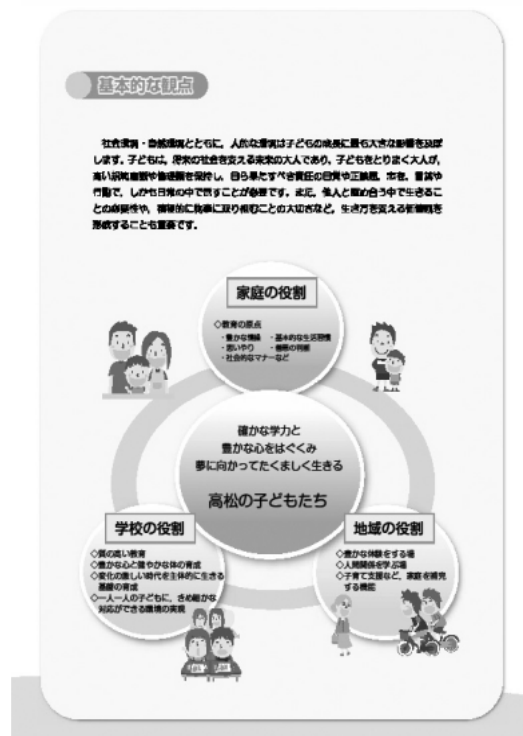 基本的な観点
社会環境・自然環境とともに、人的な環境は子どもの成長に最も大きな影響を及ぼ
します。子どもは、将来の社会を支える未来の大人であり、子どもをとりまく大人が、
高い規範意識や倫理観を保持し、自ら果たすべき責任の自覚や正義感、志を、言動や
行動で、しかも日常の中で示すことが必要です。また、他人と認め合う中で生きるこ
との必要性や、積極的に物事に取り組むことの大切さなど、生き方を支える価値観を
形成することも重要です。
家庭の役割
◇教育の原点
・豊かな情操 ・基本的な生活習慣
・思いやり ・善悪の判断
・社会的なマナーなど
確かな学力と
豊かな心をはぐくみ
夢に向かってたくましく生きる
高松の子どもたち
学校の役割
◇質の高い教育
◇豊かな心と健やかな体の育成
◇変化の激しい時代を主体的に生きる
基礎の育成
◇一人一人の子どもに、きめ細かな
対応ができる環境の実現
地域の役割
◇豊かな体験をする場
◇人間関係を学ぶ場
◇子育て支援など、家庭を補完
する機能